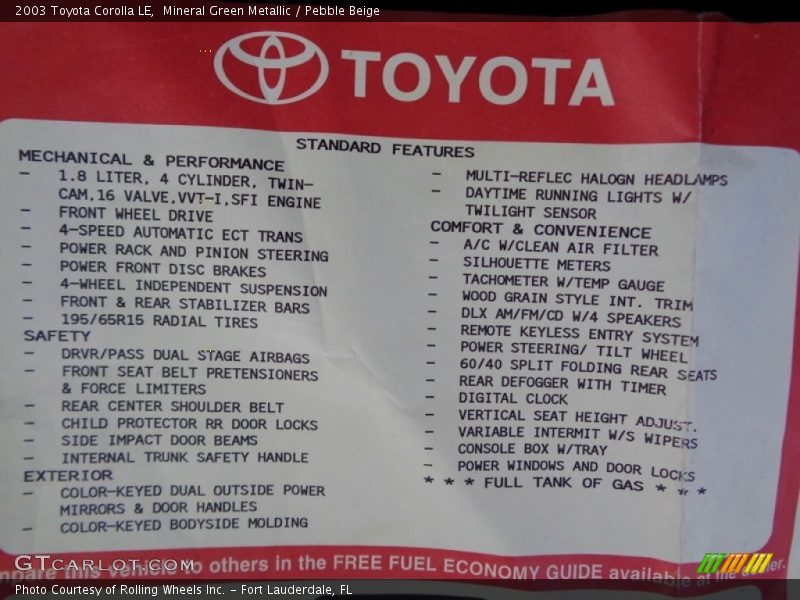 2003 Toyota Corolla LE,  Mineral Green Metallic / Pebble Beige
TOYOTA
STANDARD FEATURES
MECHANICAL & PERFORMANCE
- 1.8 LITER, 4 CYLINDER, TWIN-
CAM,16 VALVE,VVT-I,SFI ENGINE
- FRONT WHEEL DRIVE
- 4-SPEED AUTOMATIC ECT TRANS
- POWER RACK AND PINION STEERING
- POWER FRONT DISC BRAKES
- 4-WHEEL INDEPENDENT SUSPENSION
- FRONT & REAR STABILIZER BARS
- 195/65R15 RADIAL TIRES
SAFETY
- DRVR/PASS DUAL STAGE AIRBAGS
- FRONT SEAT BELT PRETENSIONERS
& FORCE LIMITERS
- REAR CENTER SHOULDER BELT
- CHILD PROTECTOR RR DOOR LOCKS
- SIDE IMPACT DOOR BEAMS
- INTERNAL TRUNK SAFETY HANDLE
EXTERIOR
- COLOR-KEYED DUAL OUTSIDE POWER
MIRRORS & DOOR HANDLES
- COLOR-KEYED BODYSIDE MOLDING
- MULTI-REFLEC HALOGN HEADLAMPS
- DAYTIME RUNNING LIGHTS W/
TWILIGHT SENSOR
COMFORT & CONVENIENCE
- A/C W/CLEAN AIR FILTER
- SILHOUETTE METERS
- TACHOMETER W/TEMP GAUGE
- WOOD GRAIN STYLE INT. TRIM
- DLX AM/FM/CD W/4 SPEAKERS
- REMOTE KEYLESS ENTRY SYSTEM
- POWER STEERING/ TILT WHEEL
- 60/40 SPLIT FOLDING REAR SEATS
- REAR DEFOGGER WITH TIMER
- DIGITAL CLOCK
- VERTICAL SEAT HEIGHT ADJUST.
- VARIABLE INTERMIT W/S WIPERS
- CONSOLE BOX W/TRAY
- POWER WINDOWS AND DOOR LOCKS
* * * FULL TANK OF GAS * * *
this vehicle to others in the FREE FUEL ECONOMY GUIDE available at the
GTCARLOT.COM
Photo Courtesy of Rolling Wheels Inc. - Fort Lauderdale, FL